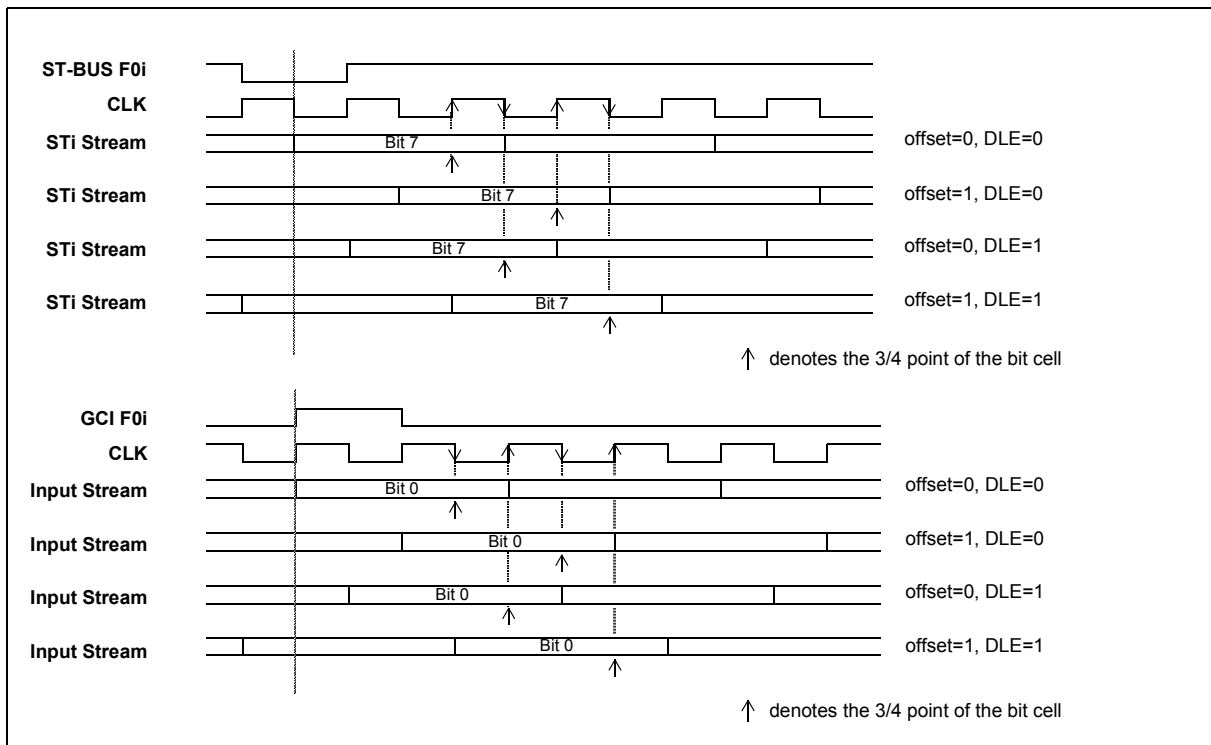 ST-BUS F0i
CLK
STi Stream Bit 7 offset=0, DLE=0
STi Stream Bit 7 offset=1, DLE=0
STi Stream Bit 7 offset=0, DLE=1
STi Stream Bit 7 offset=1, DLE=1
denotes the 3/4 point of the bit cell
GCI F0i
CLK
Input Stream Bit 0 offset=0, DLE=0
Input Stream Bit 0 offset=1, DLE=0
Input Stream Bit 0 offset=0, DLE=1
Input Stream Bit 0 offset=1, DLE=1
denotes the 3/4 point of the bit cell